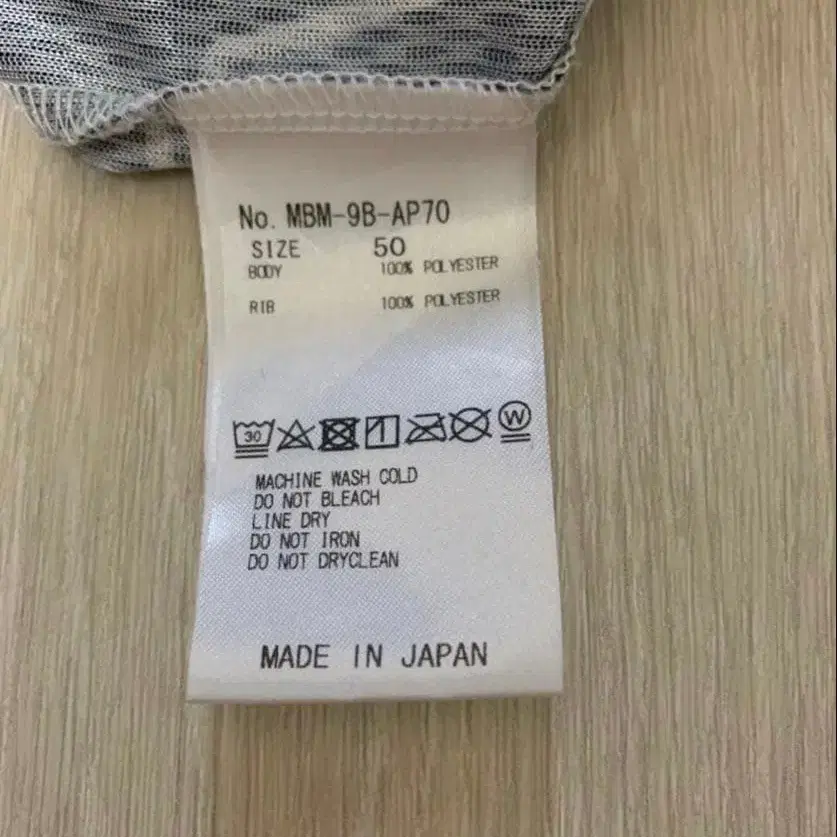 No. MBM-9B-AP70
SIZE 50
BODY 100% POLYESTER
RIB 100% POLYESTER
30 W
MACHINE WASH COLD
DO NOT BLEACH
LINE DRY
DO NOT IRON
DO NOT DRYCLEAN
MADE IN JAPAN